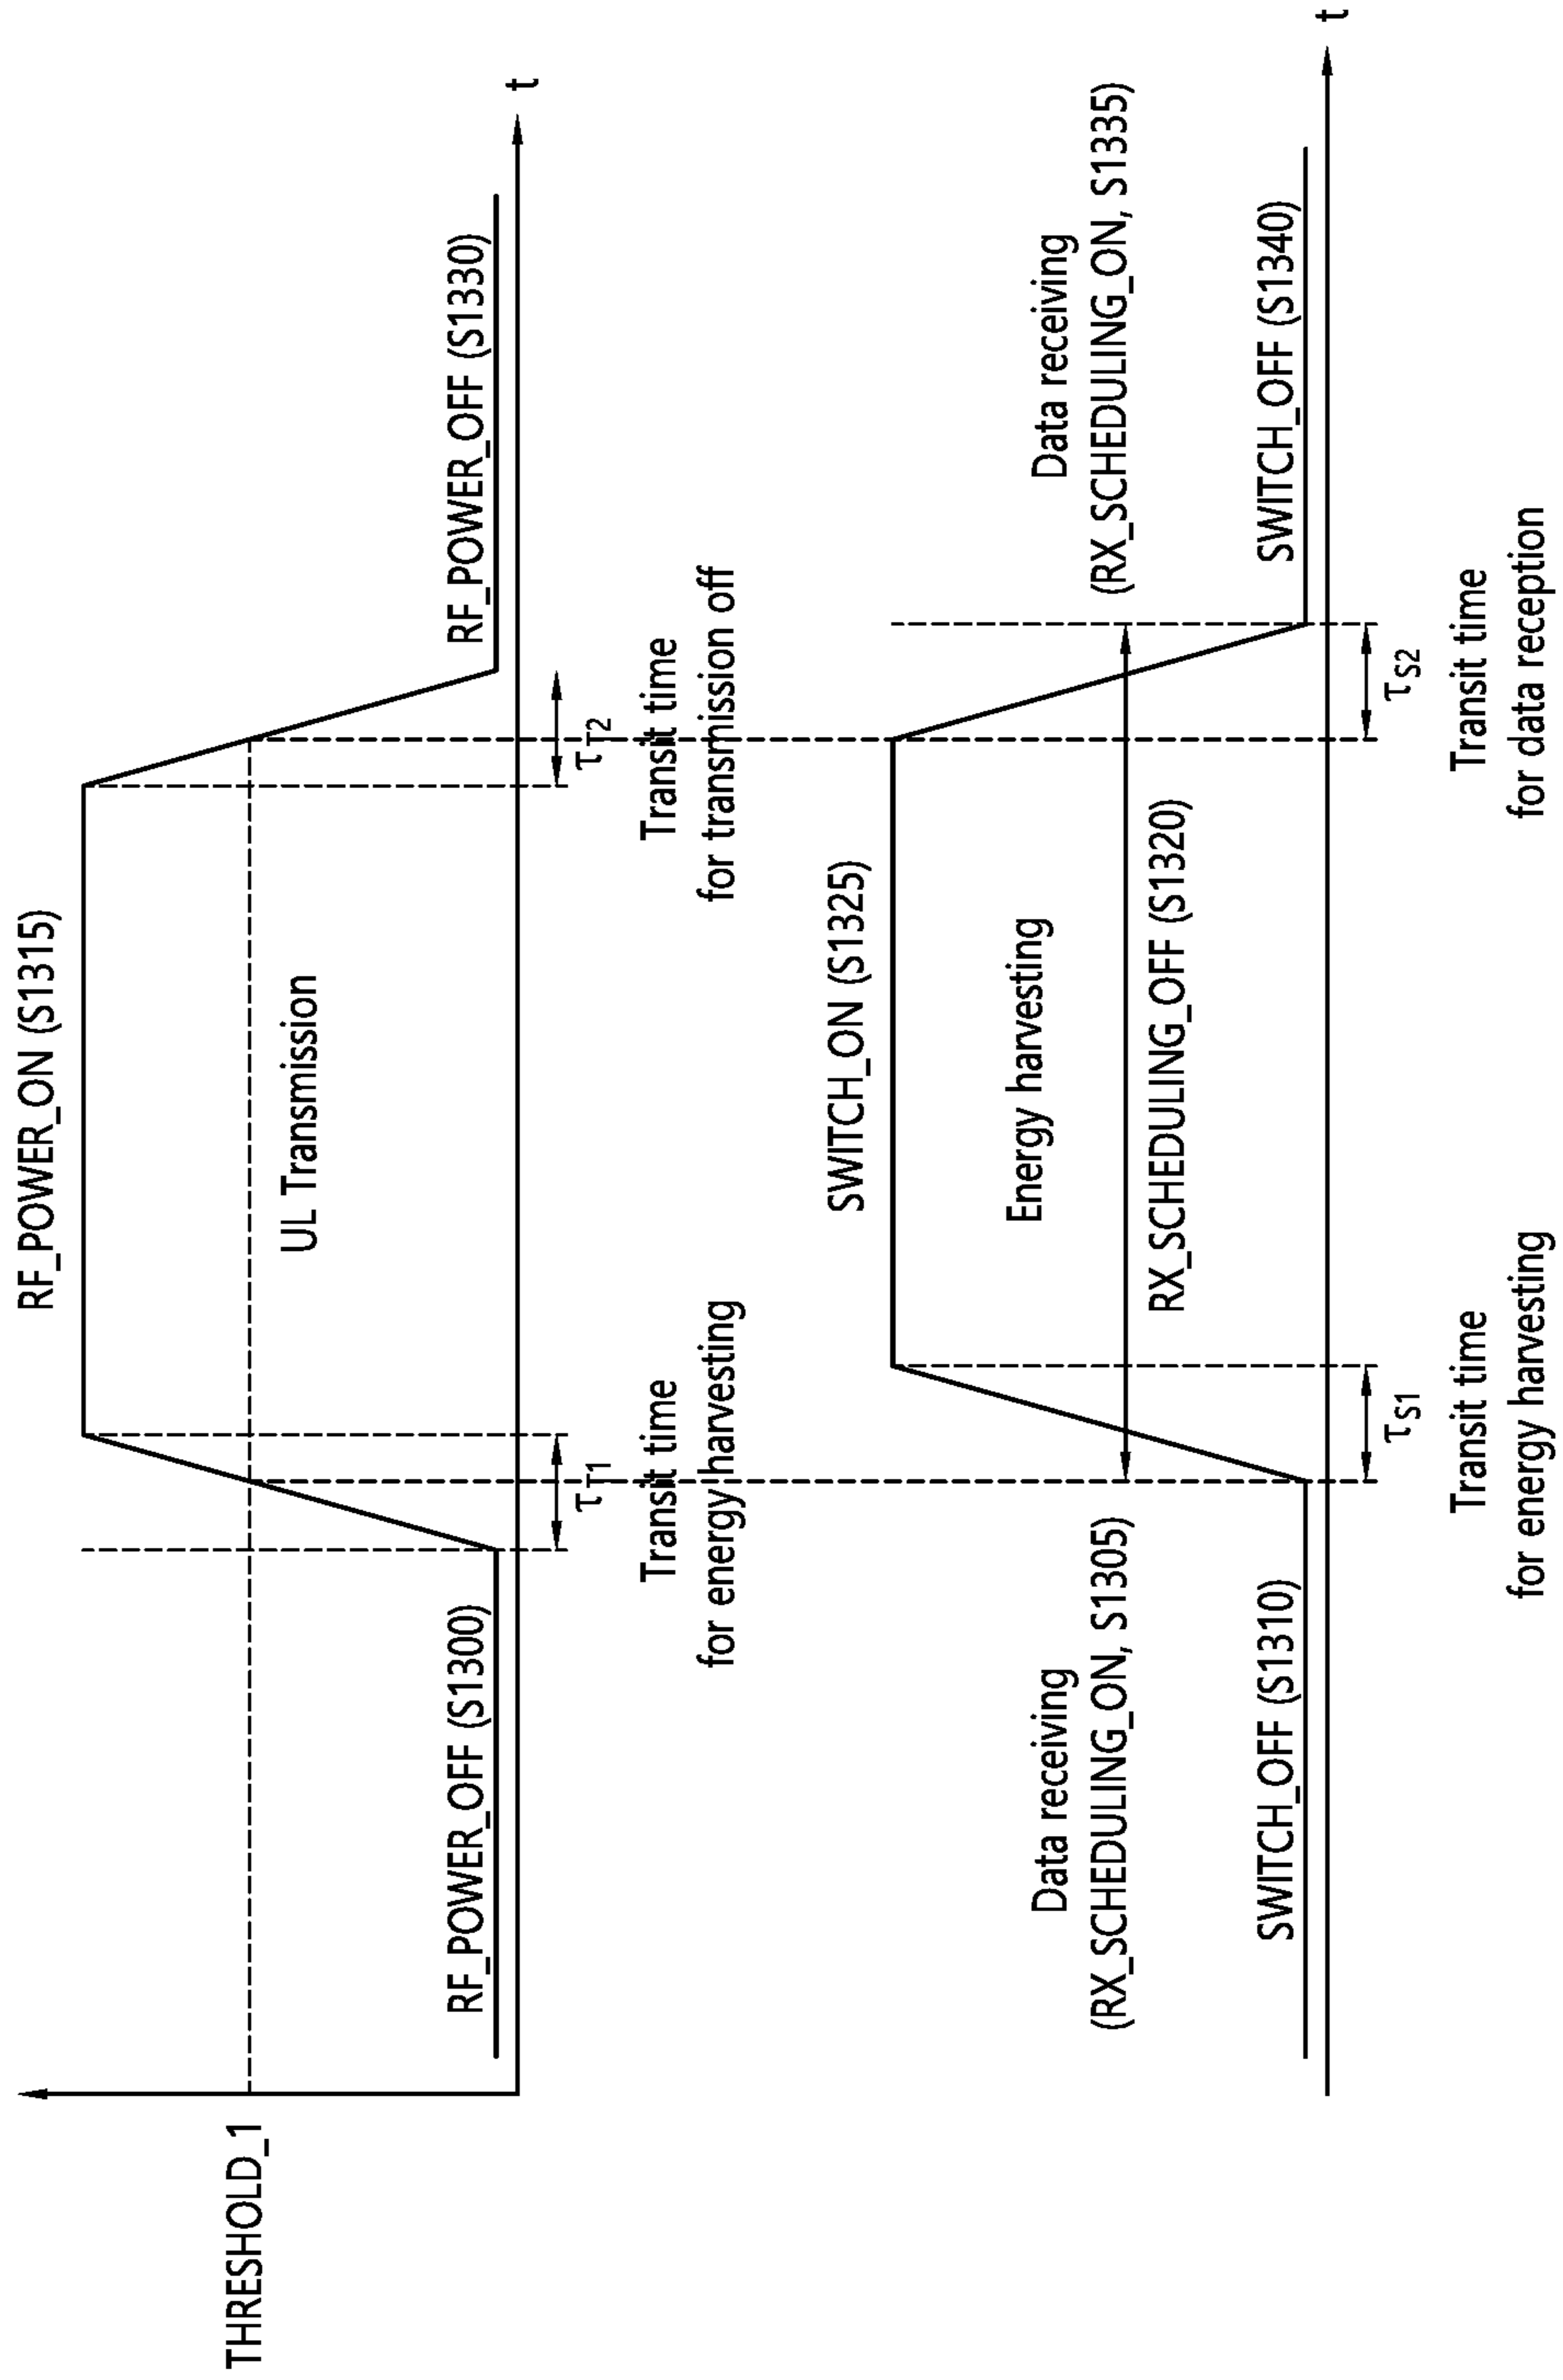 RF_POWER_ON (S1315)
THRESHOLD_1
UL Transmission
RF_POWER_OFF (S1300)
RF_POWER_OFF (S1330)
t
τT1
τT2
Transit time
for energy harvesting
Transit time
for transmission off
SWITCH_ON (S1325)
Data receiving
(RX_SCHEDULING_ON, S1305)
Energy harvesting
RX_SCHEDULING_OFF (S1320)
Data receiving
(RX_SCHEDULING_ON, S1335)
SWITCH_OFF (S1310)
SWITCH_OFF (S1340)
t
τS1
τS2
Transit time
for energy harvesting
Transit time
for data reception